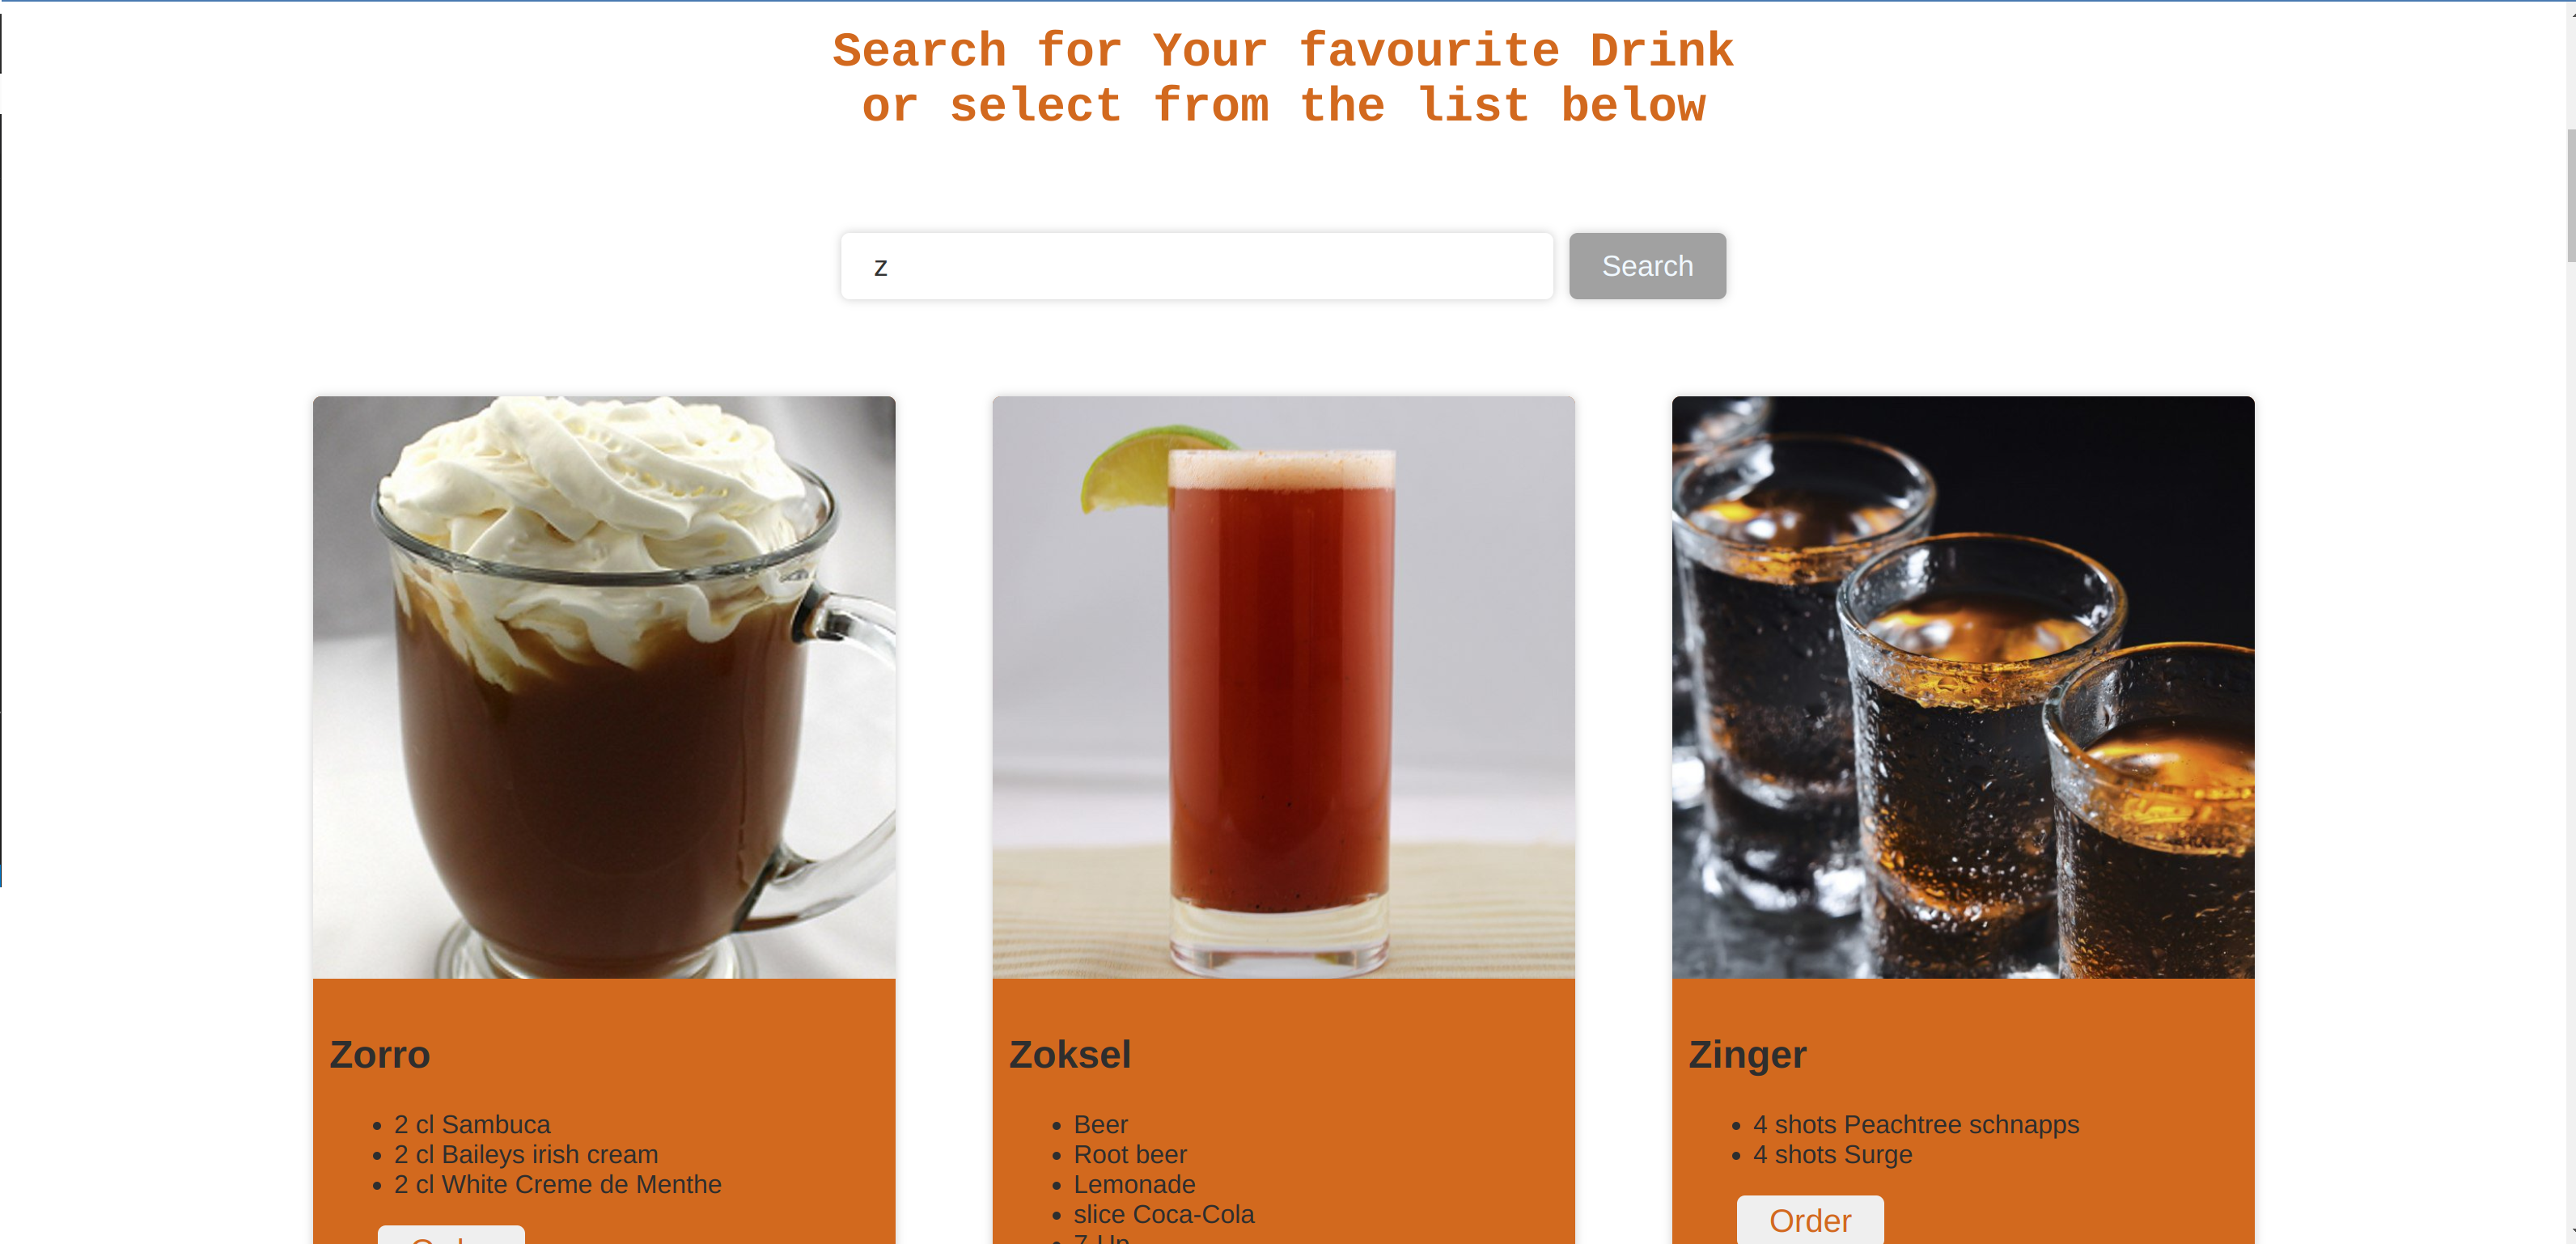 Search for Your favourite Drink
or select from the list below
z
Search
Zorro
2 cl Sambuca
2 cl Baileys irish cream
2 cl White Creme de Menthe
Zoksel
Beer
Root beer
Lemonade
slice Coca-Cola
Zinger
4 shots Peachtree schnapps
4 shots Surge
Order